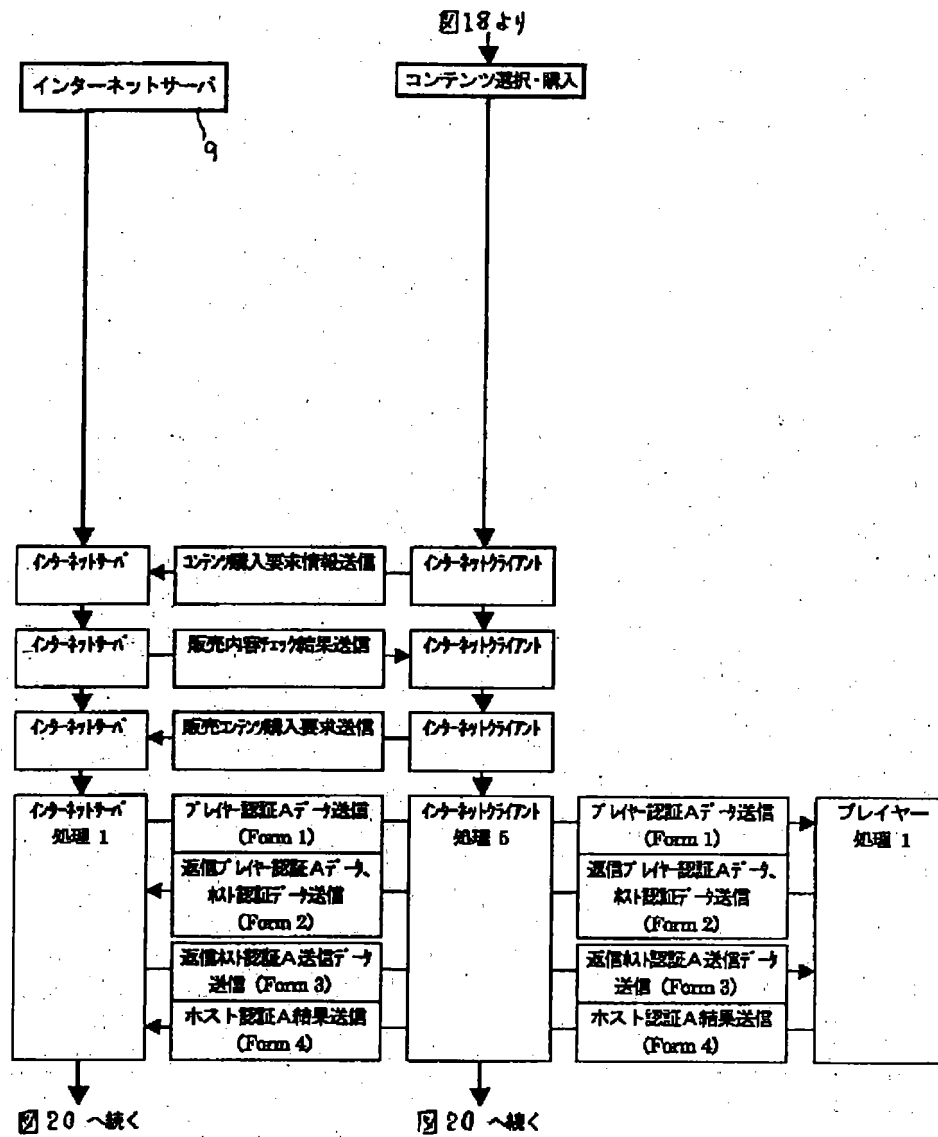 図18より
インターネットサーバ
コンテンツ選択・購入
9
インターネットサーバ
コンテンツ購入要求情報送信
インターネットクライアント
インターネットサーバ
販売内容チェック結果送信
インターネットクライアント
インターネットサーバ
販売コンテンツ購入要求送信
インターネットクライアント
インターネットサーバ
処理 1
プレイヤー認証Aデータ送信
(Form 1)
返信プレイヤー認証Aデータ、
ホスト認証データ送信
(Form 2)
返信ホスト認証A送信データ
送信 (Form 3)
ホスト認証A結果送信
(Form 4)
インターネットクライアント
処理 5
プレイヤー認証Aデータ送信
(Form 1)
返信プレイヤー認証Aデータ、
ホスト認証データ送信
(Form 2)
返信ホスト認証A送信データ
送信 (Form 3)
ホスト認証A結果送信
(Form 4)
プレイヤー
処理 1
図20 へ続く
図20 へ続く